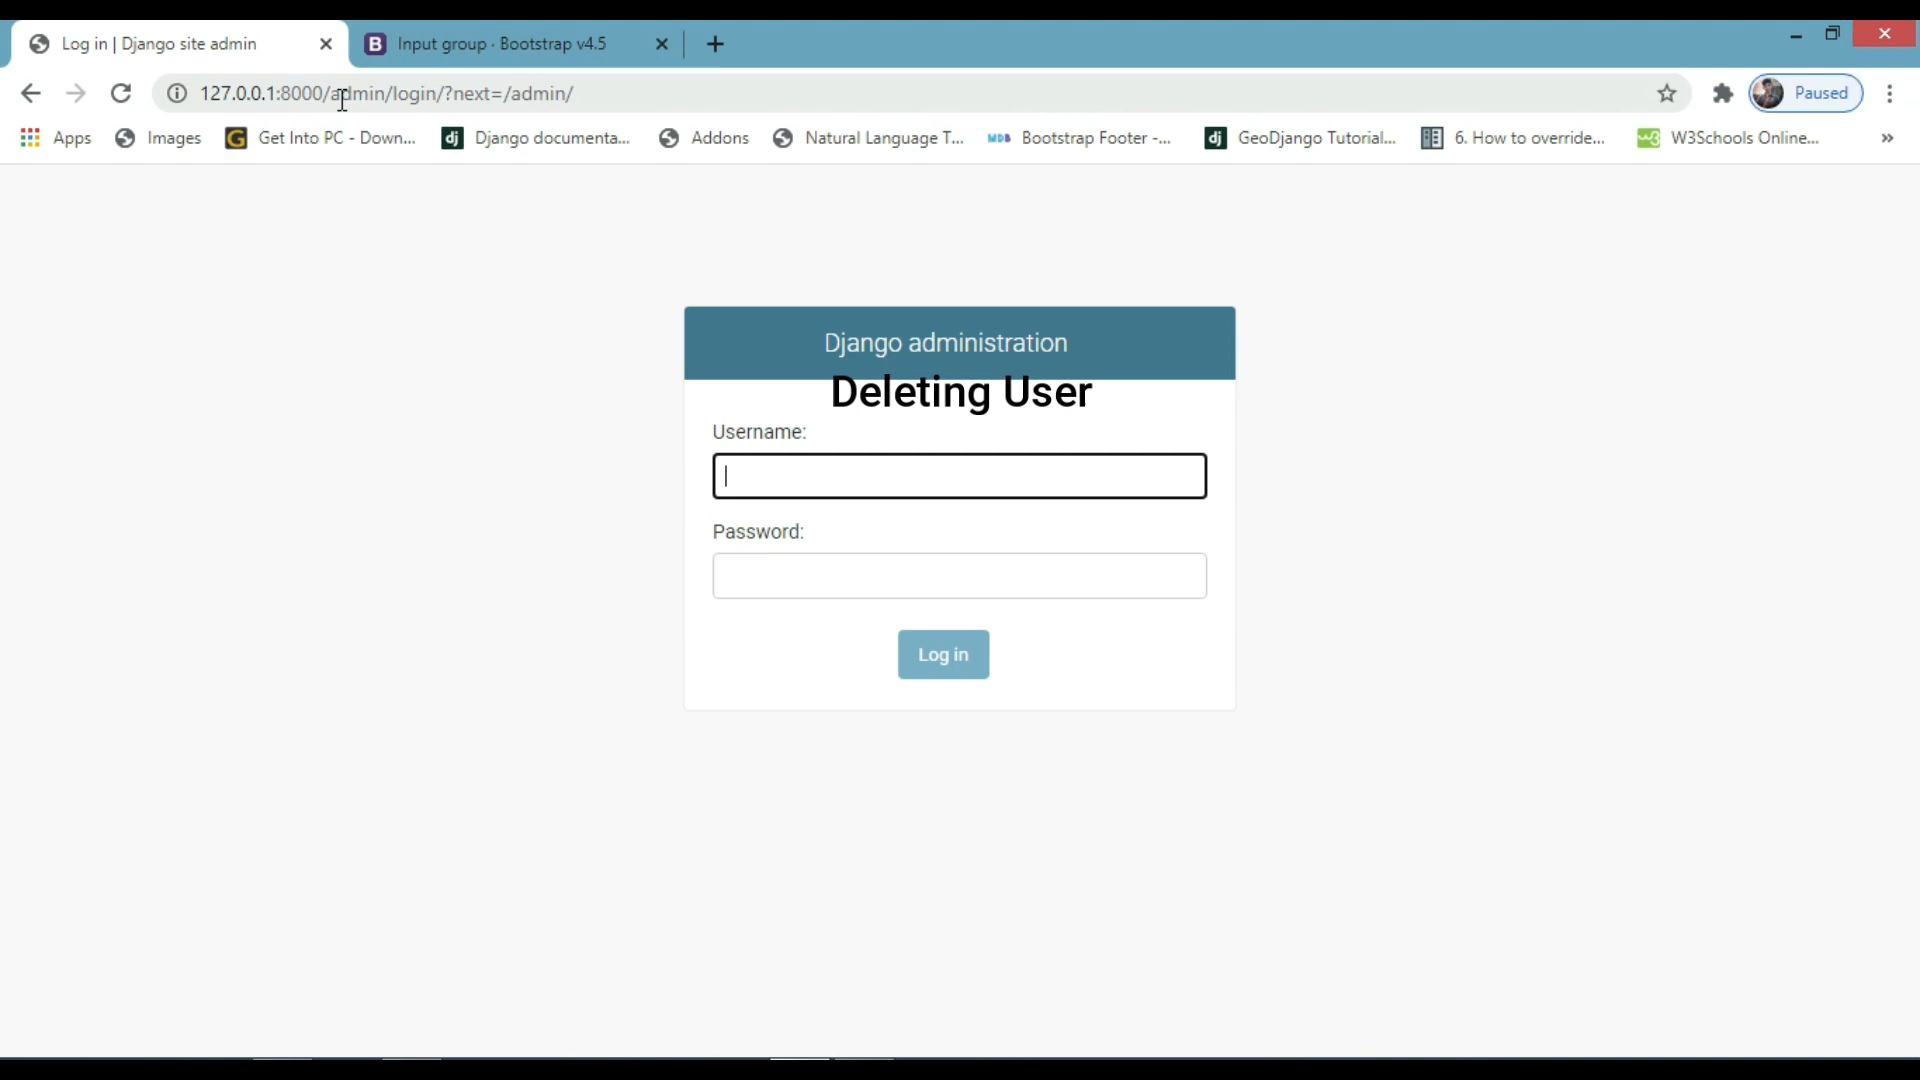 Log in | Django site admin
Input group · Bootstrap v4.5
127.0.0.1:8000/admin/login/?next=/admin/
Paused
Apps
Images
Get Into PC - Down...
Django documenta...
Addons
Natural Language T...
Bootstrap Footer -...
GeoDjango Tutorial...
6. How to override...
W3Schools Online...
Django administration
Deleting User
Username:
Password:
Log in